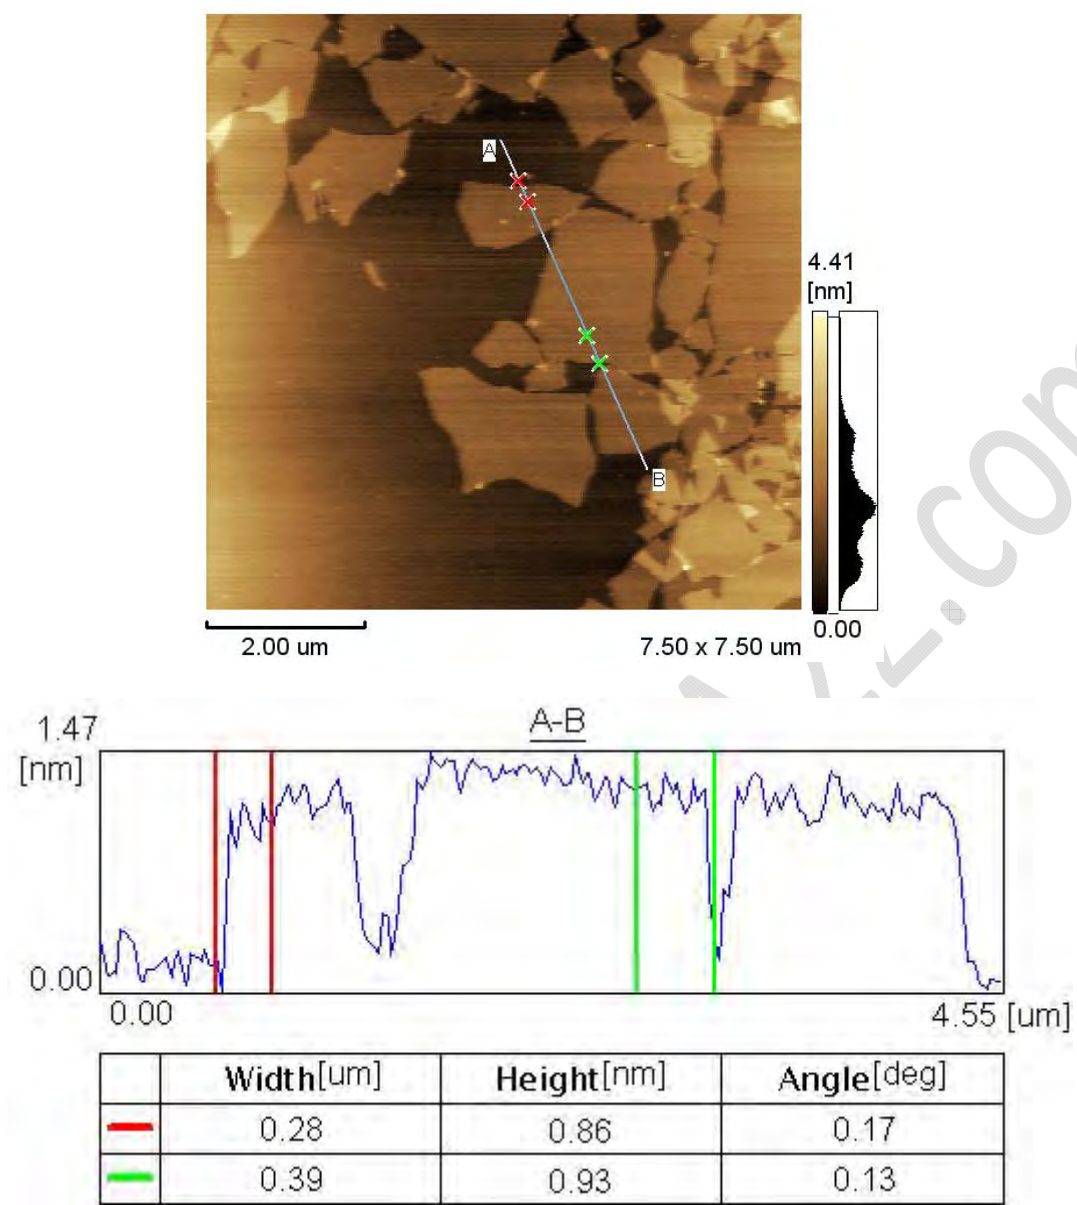 A
B
4.41
[nm]
0.00
2.00 um
7.50 x 7.50 um
A-B
1.47
[nm]
0.00
0.00
4.55 [um]
Width[um] Height[nm] Angle[deg]
0.28 0.86 0.17
0.39 0.93 0.13